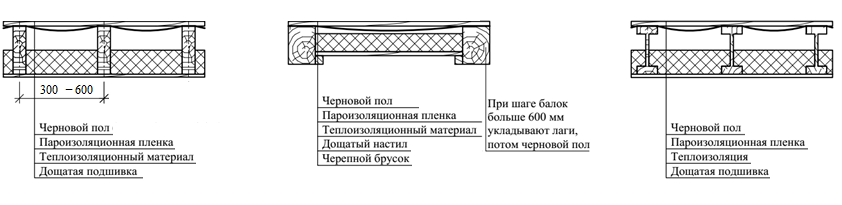 300 – 600
Черновой пол
Пароизоляционная пленка
Теплоизоляционный материал
Дощатая подшивка
Черновой пол
Пароизоляционная пленка
Теплоизоляционный материал
Дощатый настил
Черепной брусок
При шаге балок
больше 600 мм
укладывают лаги,
потом черновой пол
Черновой пол
Пароизоляционная пленка
Теплоизоляция
Дощатая подшивка